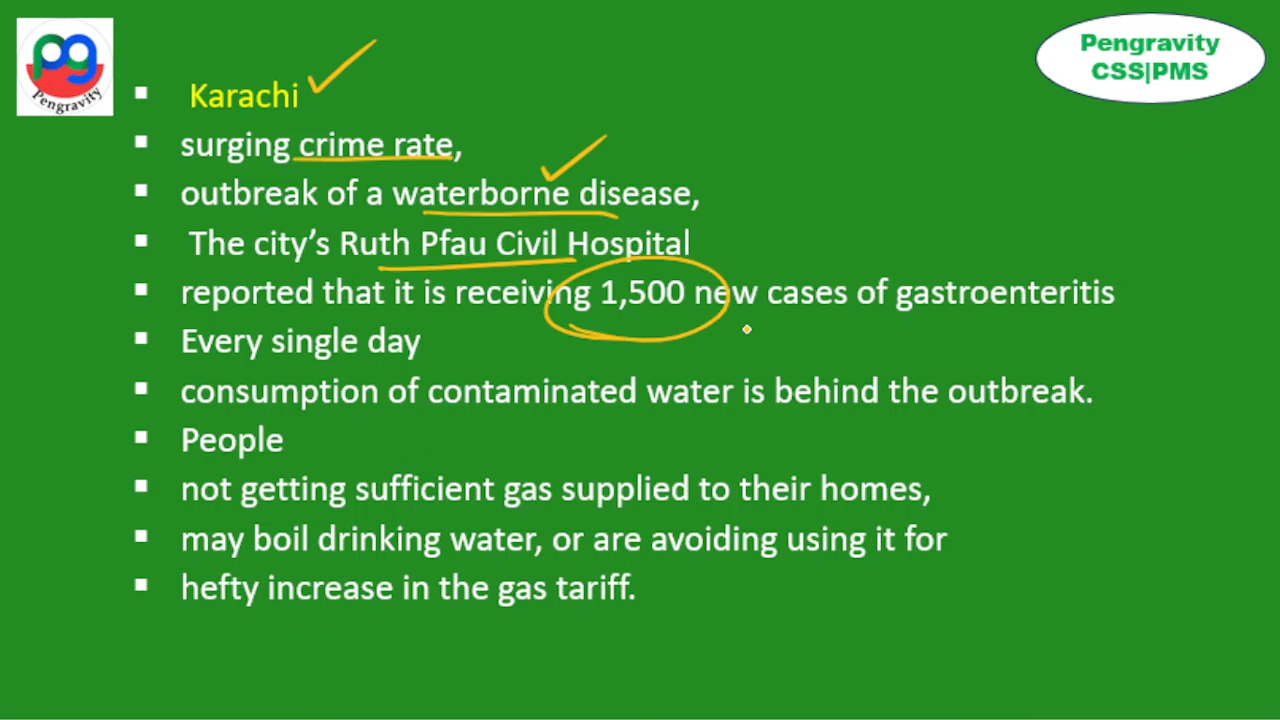 pg
Pengravity
Pengravity
CSS|PMS
▪ Karachi
▪ surging crime rate,
▪ outbreak of a waterborne disease,
▪ The city’s Ruth Pfau Civil Hospital
▪ reported that it is receiving 1,500 new cases of gastroenteritis
▪ Every single day
▪ consumption of contaminated water is behind the outbreak.
▪ People
▪ not getting sufficient gas supplied to their homes,
▪ may boil drinking water, or are avoiding using it for
▪ hefty increase in the gas tariff.